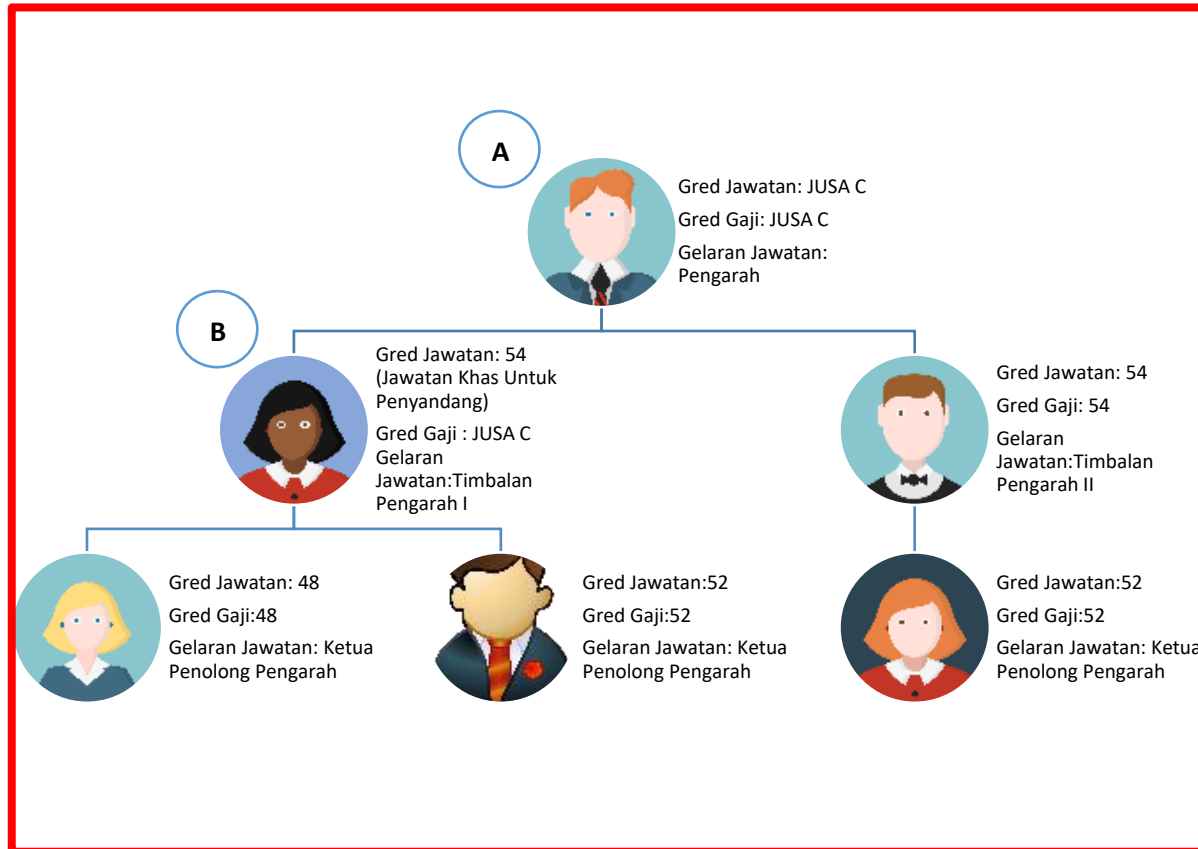 A
Gred Jawatan: JUSA C
Gred Gaji: JUSA C
Gelaran Jawatan:
Pengarah
B
Gred Jawatan: 54
(Jawatan Khas Untuk
Penyandang)
Gred Gaji : JUSA C
Gelaran
Jawatan:Timbalan
Pengarah I
Gred Jawatan: 54
Gred Gaji: 54
Gelaran
Jawatan:Timbalan
Pengarah II
Gred Jawatan: 48
Gred Gaji:48
Gelaran Jawatan: Ketua
Penolong Pengarah
Gred Jawatan:52
Gred Gaji:52
Gelaran Jawatan: Ketua
Penolong Pengarah
Gred Jawatan:52
Gred Gaji:52
Gelaran Jawatan: Ketua
Penolong Pengarah